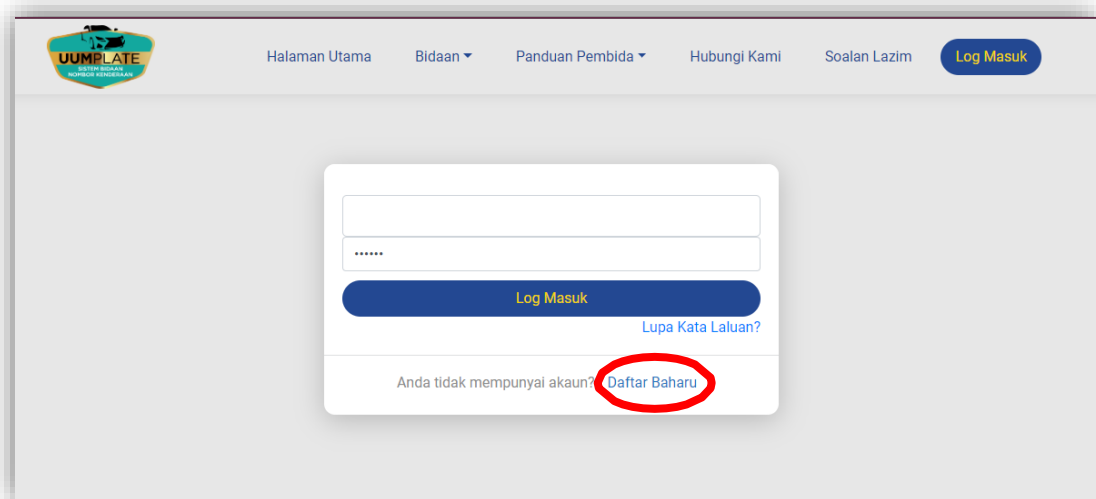 UUMPLATE
SISTEM BIDAAN
NOMBOR KENDERAAN
Halaman Utama
Bidaan
Panduan Pembida
Hubungi Kami
Soalan Lazim
Log Masuk
••••••
Log Masuk
Lupa Kata Laluan?
Anda tidak mempunyai akaun? Daftar Baharu